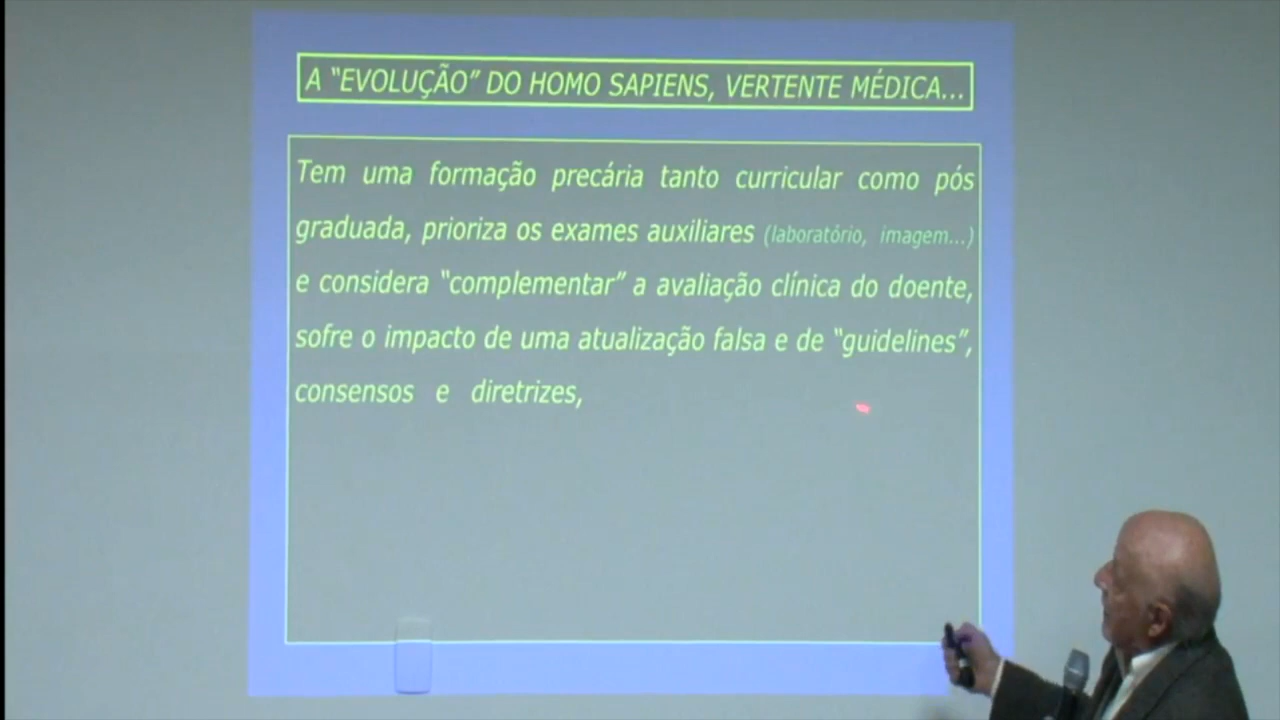 A “EVOLUÇÃO” DO HOMO SAPIENS, VERTENTE MÉDICA...
Tem uma formação precária tanto curricular como pós
graduada, prioriza os exames auxiliares (laboratório, imagem...)
e considera “complementar” a avaliação clínica do doente,
sofre o impacto de uma atualização falsa e de “guidelines”,
consensos e diretrizes,